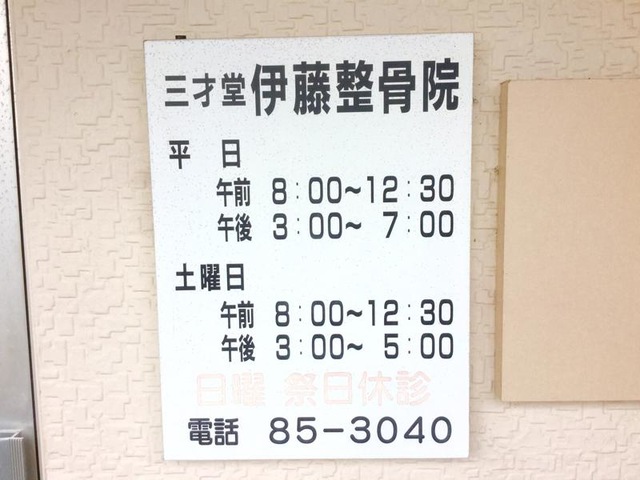 三才堂 伊藤整骨院
平 日
午前 8:00～12:30
午後 3:00～ 7:00
土曜日
午前 8:00～12:30
午後 3:00～ 5:00
日曜 祭日休診
電話 85-3040